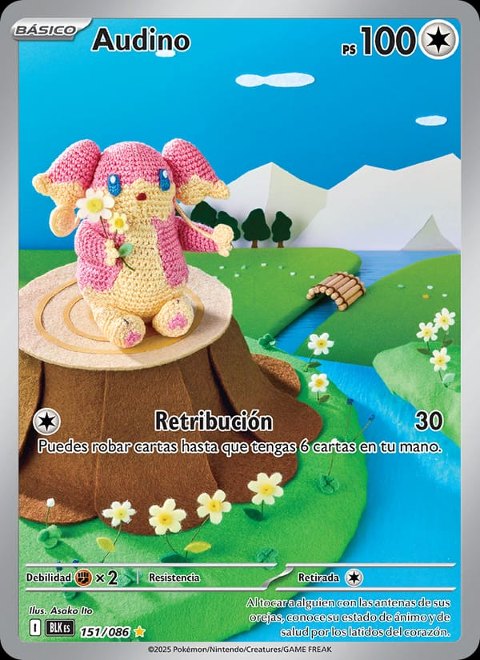 BÁSICO
Audino
PS 100
Retribución 30
Puedes robar cartas hasta que tengas 6 cartas en tu mano.
Debilidad ×2 Resistencia Retirada
Ilus. Asako Ito
Al tocar a alguien con las antenas de sus
orejas, conoce su estado de ánimo y de
salud por los latidos del corazón.
I BLK ES 151/086
©2025 Pokémon/Nintendo/Creatures/GAME FREAK